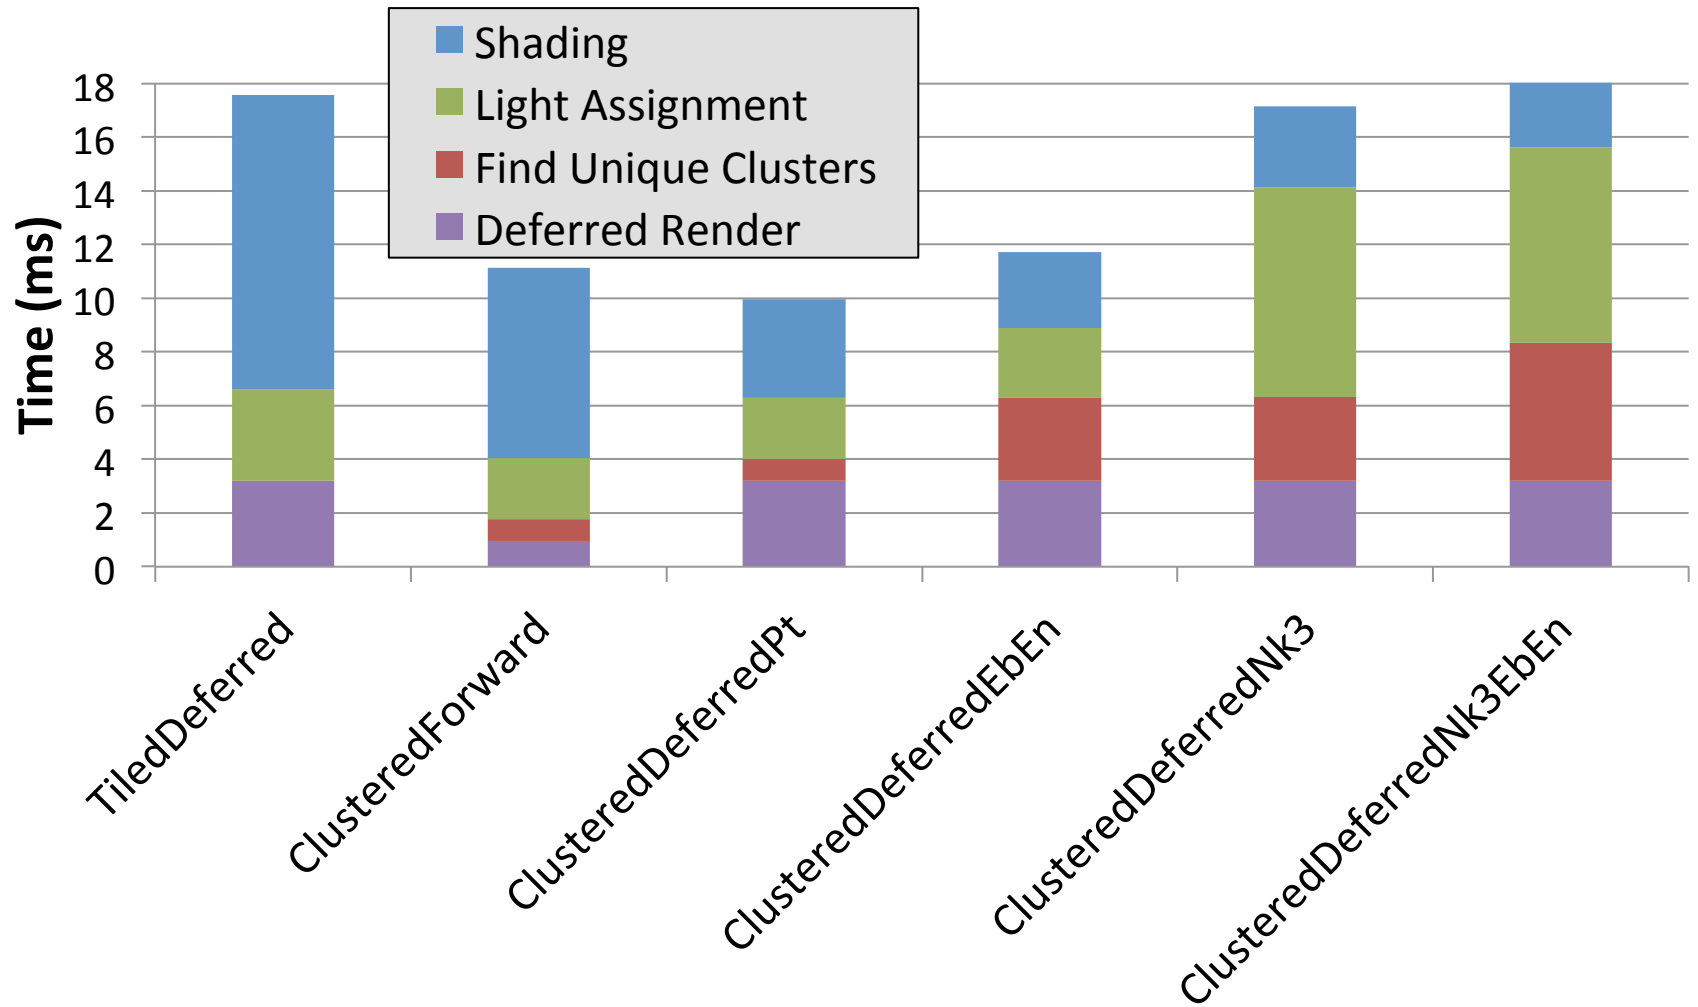 Shading
Light Assignment
Find Unique Clusters
Deferred Render
Time (ms)
18
16
14
12
10
8
6
4
2
0
TiledDeferred
ClusteredForward
ClusteredDeferredPt
ClusteredDeferredEbEn
ClusteredDeferredNk3
ClusteredDeferredNk3EbEn